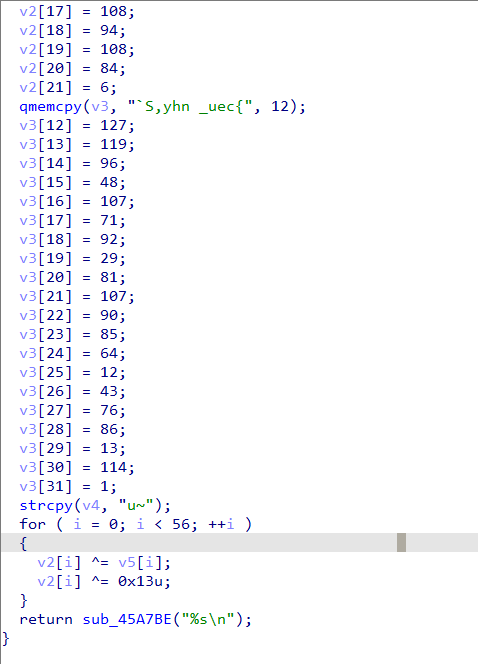 v2[17] = 108;
v2[18] = 94;
v2[19] = 108;
v2[20] = 84;
v2[21] = 6;
qmemcpy(v3, "`S,yhn _uec{", 12);
v3[12] = 127;
v3[13] = 119;
v3[14] = 96;
v3[15] = 48;
v3[16] = 107;
v3[17] = 71;
v3[18] = 92;
v3[19] = 29;
v3[20] = 81;
v3[21] = 107;
v3[22] = 90;
v3[23] = 85;
v3[24] = 64;
v3[25] = 12;
v3[26] = 43;
v3[27] = 76;
v3[28] = 86;
v3[29] = 13;
v3[30] = 114;
v3[31] = 1;
strcpy(v4, "u~");
for ( i = 0; i < 56; ++i )
{
v2[i] ^= v5[i];
v2[i] ^= 0x13u;
}
return sub_45A7BE("%s\n");
}